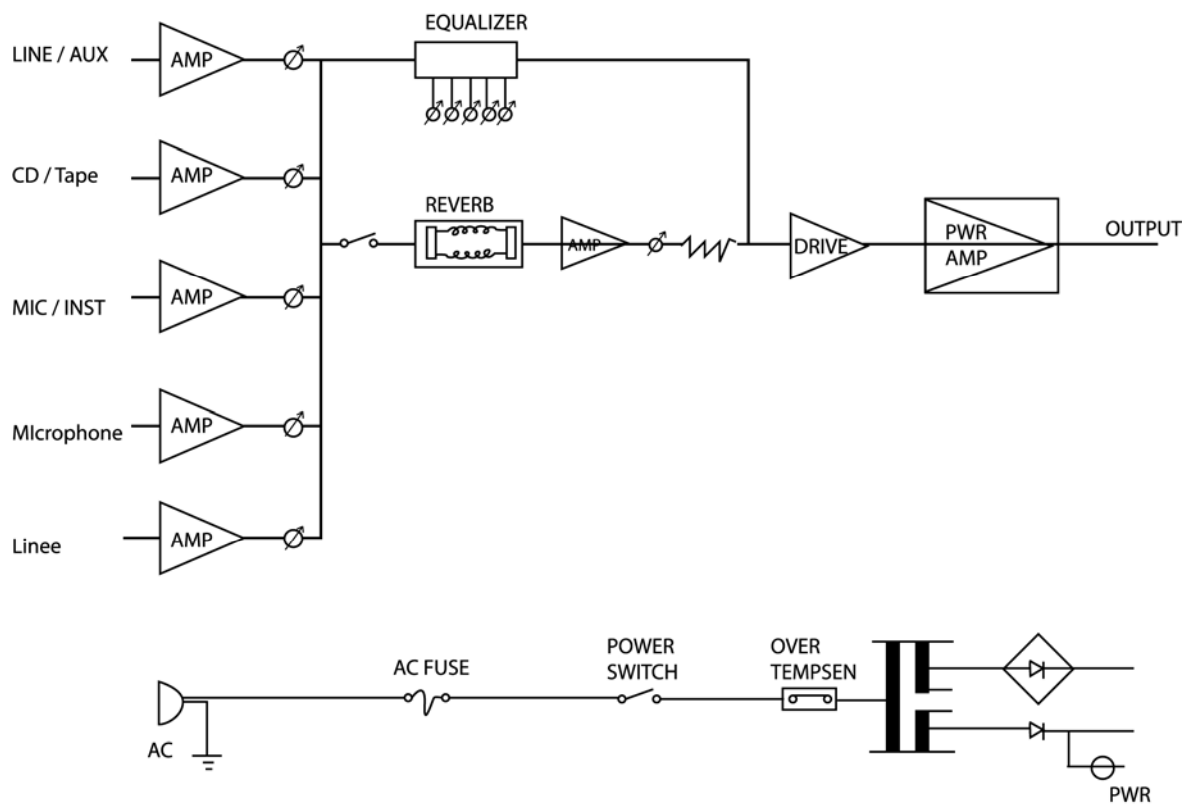 EQUALIZER
LINE / AUX
AMP
CD / Tape
AMP
REVERB
AMP
DRIVE
PWR
AMP
OUTPUT
MIC / INST
AMP
MIcrophone
AMP
Linee
AMP
AC FUSE
POWER
SWITCH
OVER
TEMPSEN
AC
PWR